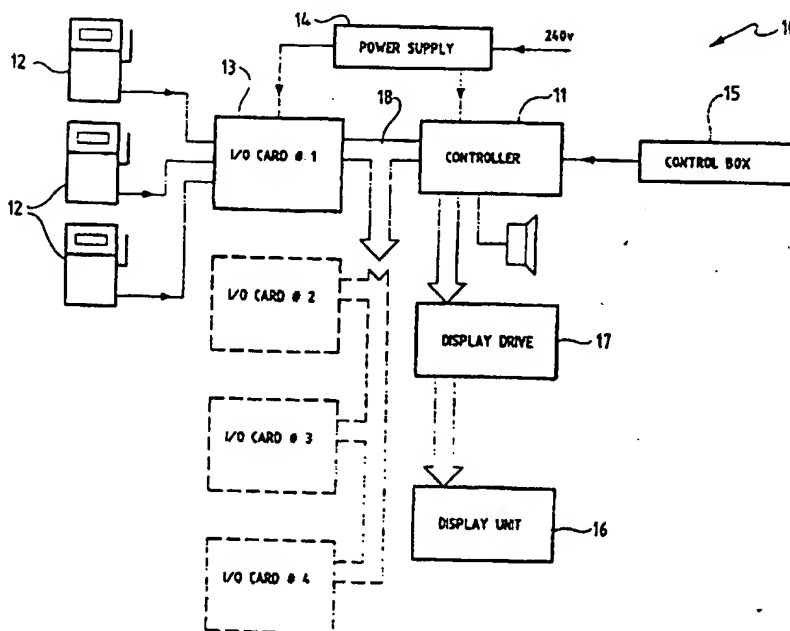 14
10
12
POWER SUPPLY
240v
13
18
11
15
12
I/O CARD # 1
CONTROLLER
CONTROL BOX
I/O CARD # 2
DISPLAY DRIVE
17
I/O CARD # 3
DISPLAY UNIT
16
I/O CARD # 4